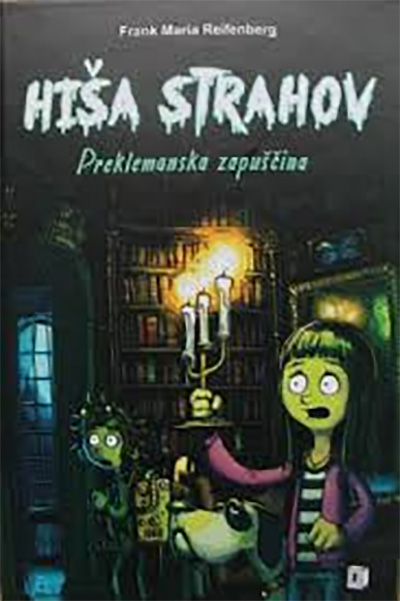 Frank Maria Reifenberg
HIŠA STRAHOV
Preklemanska zapuščina